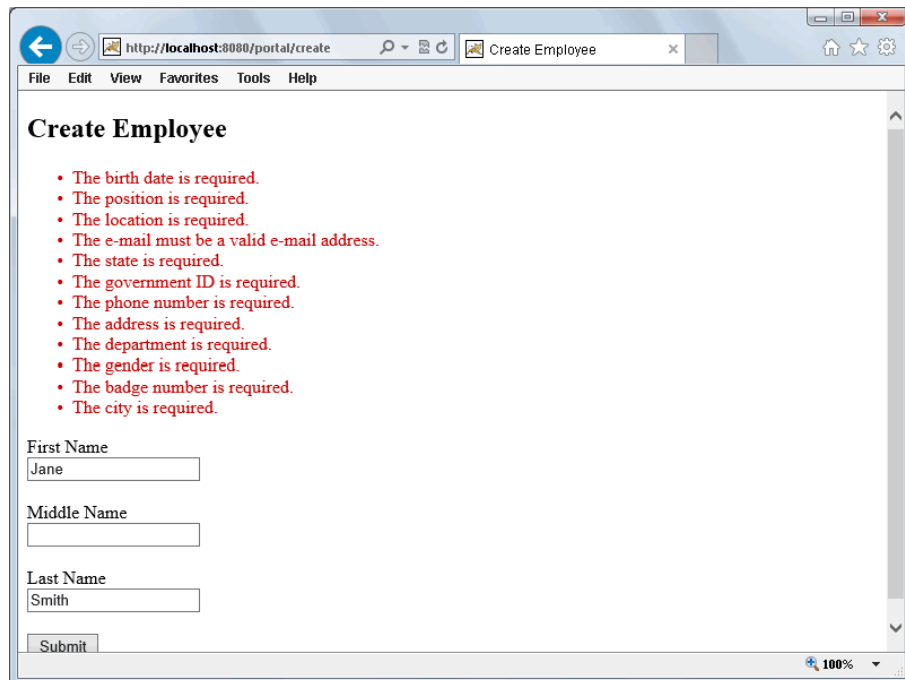 http://localhost:8080/portal/create
Create Employee
File Edit View Favorites Tools Help
Create Employee
• The birth date is required.
• The position is required.
• The location is required.
• The e-mail must be a valid e-mail address.
• The state is required.
• The government ID is required.
• The phone number is required.
• The address is required.
• The department is required.
• The gender is required.
• The badge number is required.
• The city is required.
First Name
Jane
Middle Name
Last Name
Smith
Submit
100%